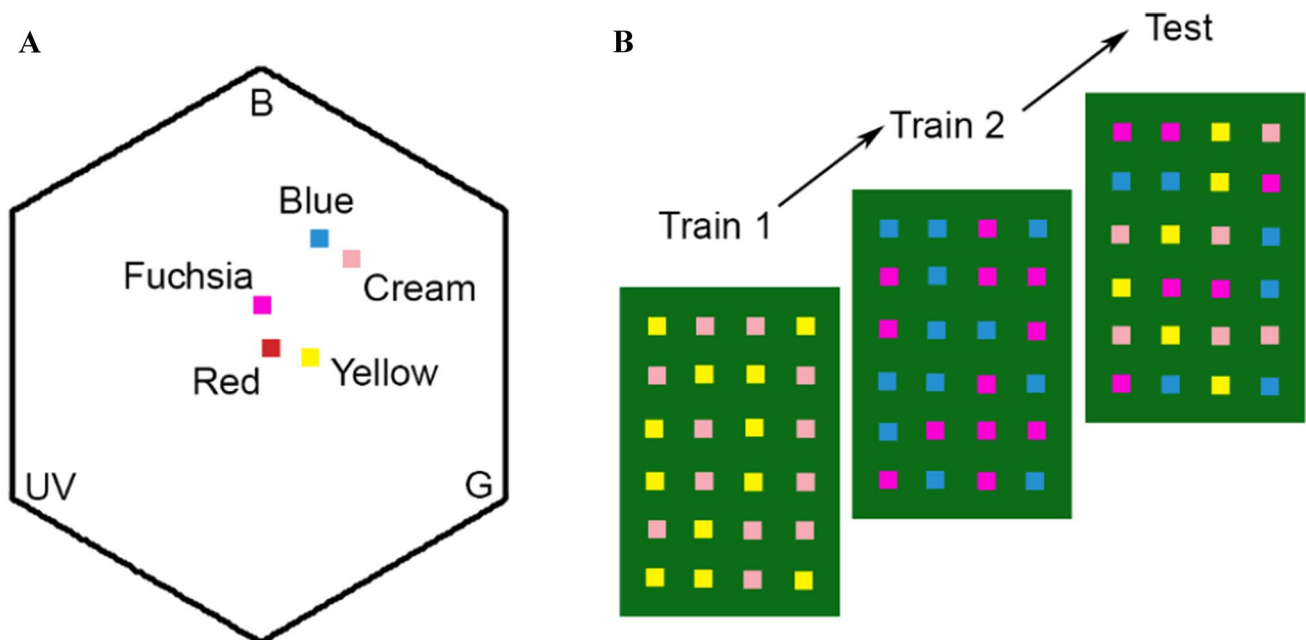 A
B
Blue
Cream
Fuchsia
Red
Yellow
UV
G
B
Train 1
Train 2
Test